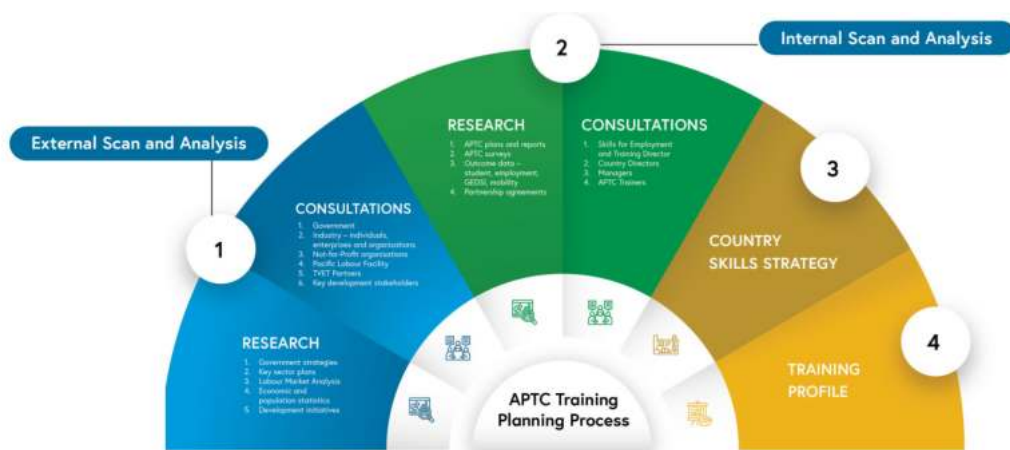 External Scan and Analysis
1
RESEARCH
1. Government strategies
2. Key sector plans
3. Labour Market Analysis
4. Economic and
population statistics
5. Development initiatives
CONSULTATIONS
1. Government
2. Industry – individuals,
enterprises and organisations
3. Not-for-Profit organisations
4. Pacific Labour Facility
5. TVET Partners
6. Key development stakeholders
2
Internal Scan and Analysis
RESEARCH
1. APTC plans and reports
2. APTC surveys
3. Outcome data –
student, employment,
GEDSI, mobility
4. Partnership agreements
CONSULTATIONS
1. Skills for Employment
and Training Director
2. Country Directors
3. Managers
4. APTC Trainers
3
COUNTRY
SKILLS STRATEGY
4
TRAINING
PROFILE
APTC Training
Planning Process